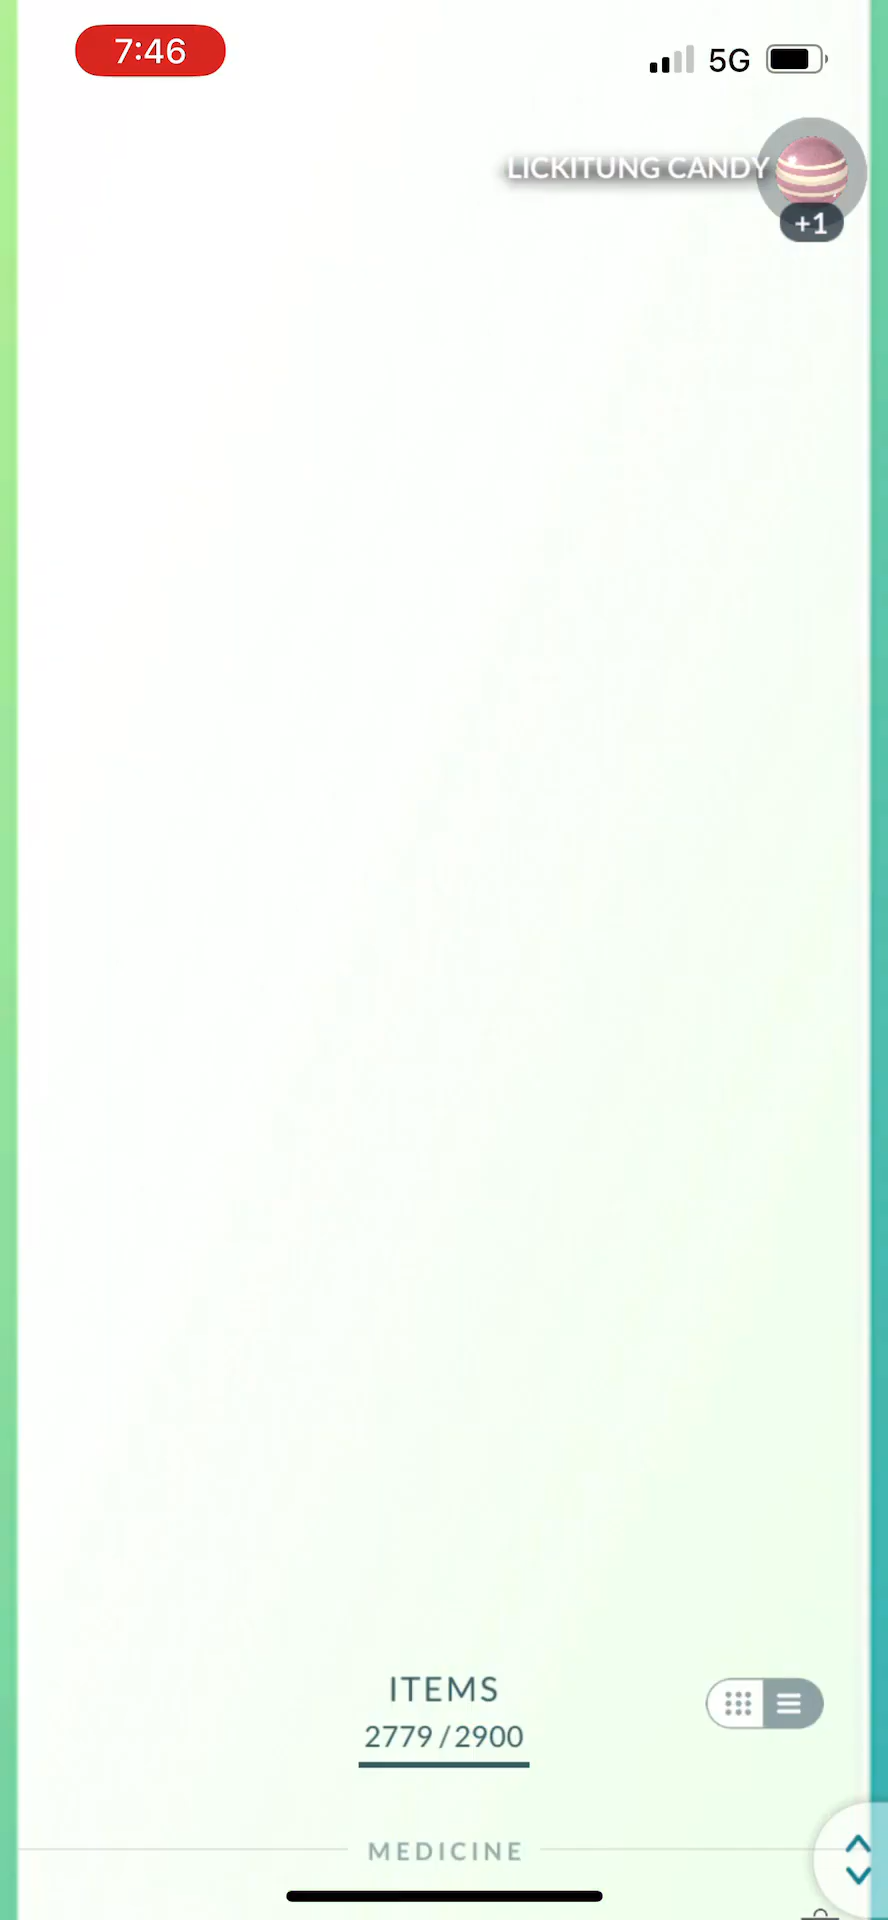 7:46
5G
LICKITUNG CANDY
+1
ITEMS
2779/2900
MEDICINE